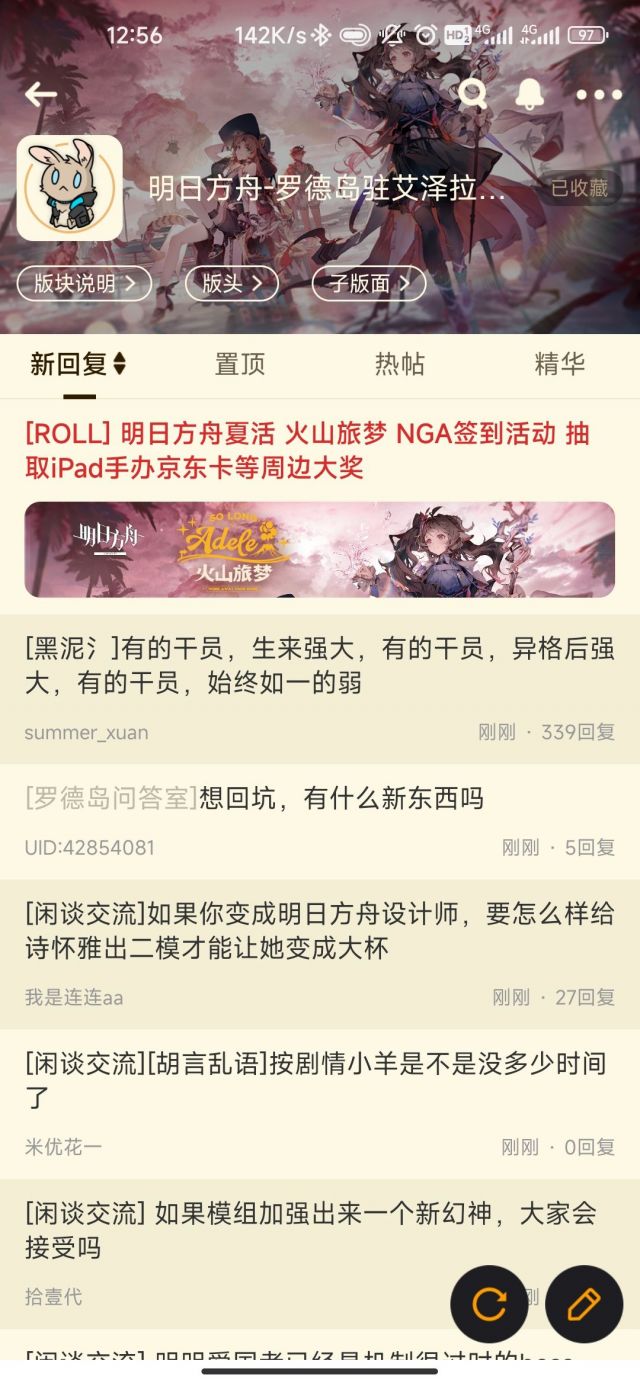 12:56
142K/s
HD 1 2
4G
4G
97
明日方舟-罗德岛驻艾泽拉...
已收藏
版块说明
版头
子版面
新回复
置顶
热帖
精华
[ROLL] 明日方舟夏活 火山旅梦 NGA签到活动 抽
取iPad手办京东卡等周边大奖
明日方舟
SO LONG
Adele
火山旅梦
[黑泥氵]有的干员，生来强大，有的干员，异格后强
大，有的干员，始终如一的弱
summer_xuan
刚刚 · 339回复
[罗德岛问答室]想回坑，有什么新东西吗
UID:42854081
刚刚 · 5回复
[闲谈交流]如果你变成明日方舟设计师，要怎么样给
诗怀雅出二模才能让她变成大杯
我是连连aa
刚刚 · 27回复
[闲谈交流][胡言乱语]按剧情小羊是不是没多少时间
了
米优花一
刚刚 · 0回复
[闲谈交流] 如果模组加强出来一个新幻神，大家会
接受吗
拾壹代
刚
[闲谈交流]